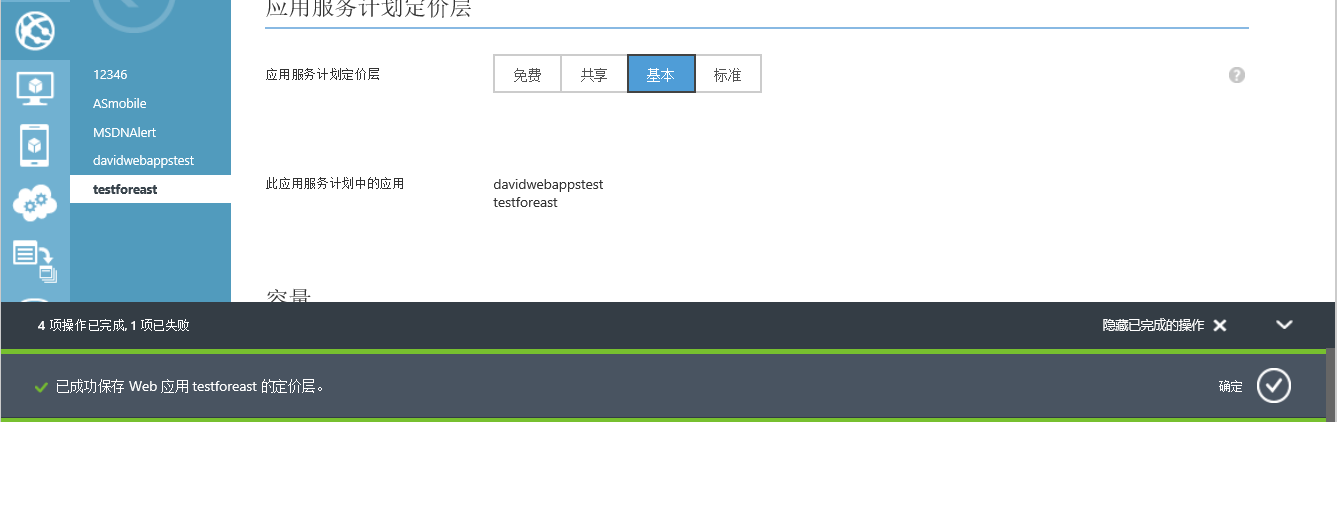 应用服务计划定价层
12346
ASmobile
MSDNAlert
davidwebappstest
testforeast
应用服务计划定价层
免费 共享 基本 标准
?
此应用服务计划中的应用
davidwebappstest
testforeast
容量
4 项操作已完成, 1 项已失败
隐藏已完成的操作
已成功保存 Web 应用 testforeast 的定价层。
确定